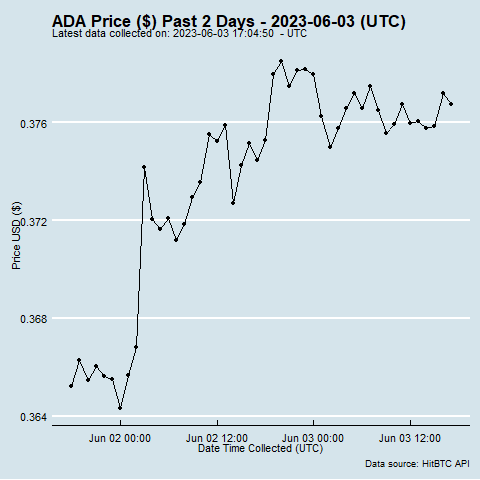 ADA Price ($) Past 2 Days - 2023-06-03 (UTC)
Latest data collected on: 2023-06-03 17:04:50  - UTC
0.376
0.372
0.368
0.364
Price USD ($)
Jun 02 00:00
Jun 02 12:00
Jun 03 00:00
Jun 03 12:00
Date Time Collected (UTC)
Data source: HitBTC API